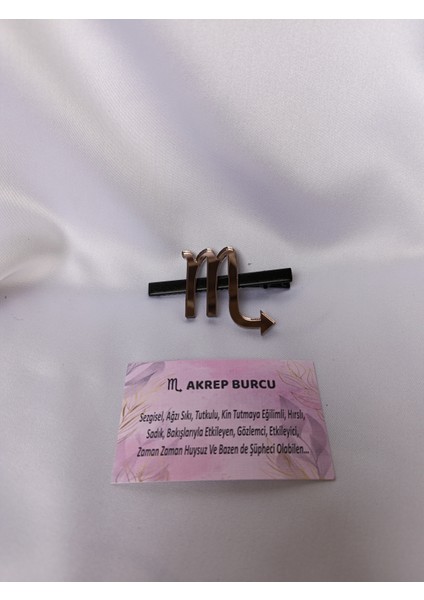 ♏ AKREP BURCU
Sezgisel, Ağzı Sıkı, Tutkulu, Kin Tutmaya Eğilimli, Hırslı,
Sadık, Bakışlarıyla Etkileyen, Gözlemci, Etkileyici,
Zaman Zaman Huysuz Ve Bazen de Şüpheci Olabilen...